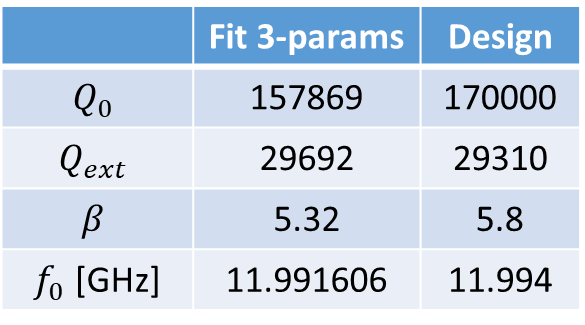 Fit 3-params Design
Q₀ 157869 170000
Qₑₓₜ 29692 29310
β 5.32 5.8
f₀ [GHz] 11.991606 11.994